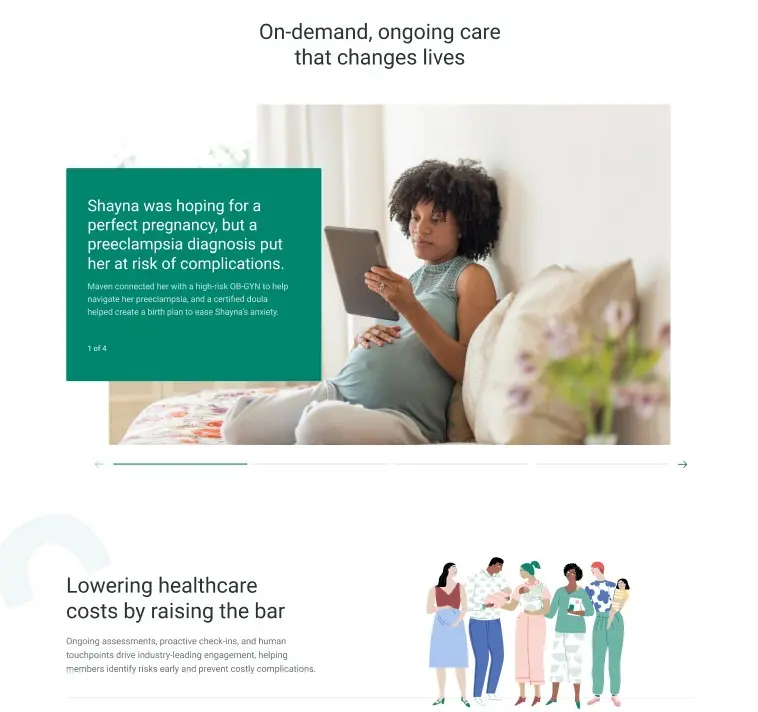 On-demand, ongoing care
that changes lives
Shayna was hoping for a
perfect pregnancy, but a
preeclampsia diagnosis put
her at risk of complications.
Maven connected her with a high-risk OB-GYN to help
navigate her preeclampsia, and a certified doula
helped create a birth plan to ease Shayna's anxiety.
1 of 4
Lowering healthcare
costs by raising the bar
Ongoing assessments, proactive check-ins, and human
touchpoints drive industry-leading engagement, helping
members identify risks early and prevent costly complications.